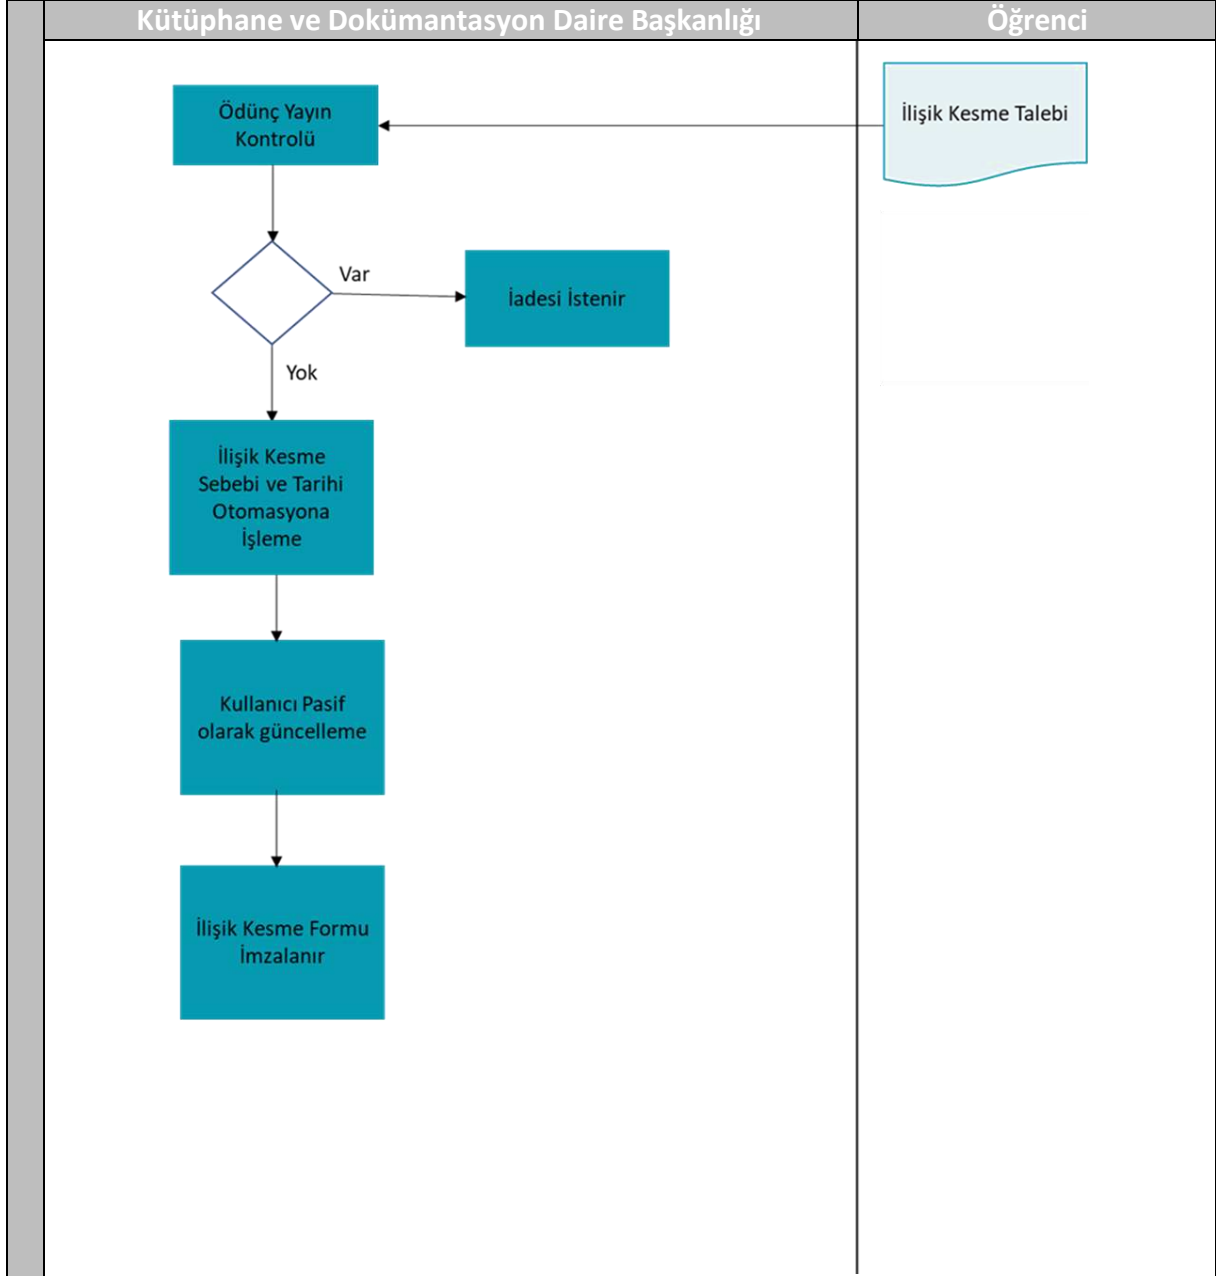 Kütüphane ve Dokümantasyon Daire Başkanlığı
Öğrenci
İlişik Kesme Talebi
Ödünç Yayın
Kontrolü
Var
İadesi İstenir
Yok
İlişik Kesme
Sebebi ve Tarihi
Otomasyona
İşleme
Kullanıcı Pasif
olarak güncelleme
İlişik Kesme Formu
İmzalanır